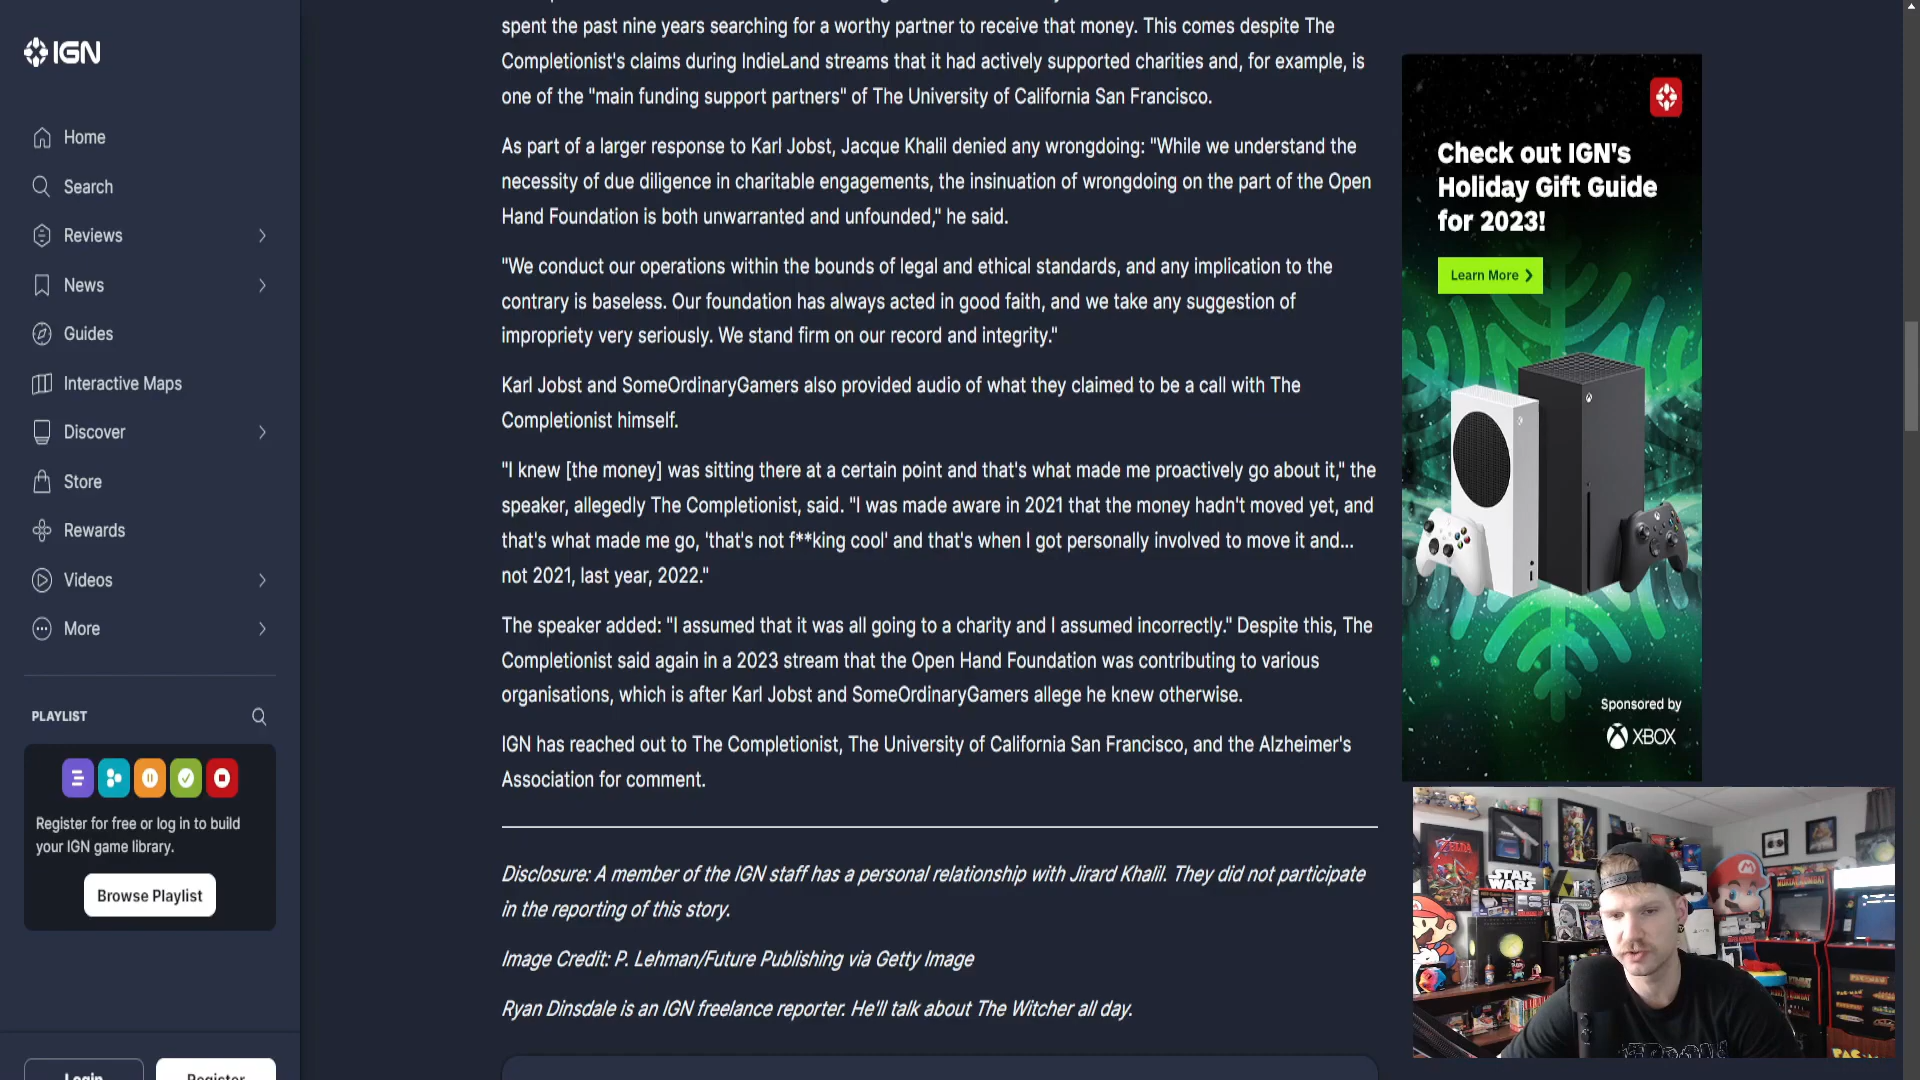 IGN
Home
Search
Reviews
News
Guides
Interactive Maps
Discover
Store
Rewards
Videos
More
PLAYLIST
Register for free or log in to build
your IGN game library.
Browse Playlist
Login
Register
spent the past nine years searching for a worthy partner to receive that money. This comes despite The
Completionist's claims during IndieLand streams that it had actively supported charities and, for example, is
one of the "main funding support partners" of The University of California San Francisco.
As part of a larger response to Karl Jobst, Jacque Khalil denied any wrongdoing: "While we understand the
necessity of due diligence in charitable engagements, the insinuation of wrongdoing on the part of the Open
Hand Foundation is both unwarranted and unfounded," he said.
"We conduct our operations within the bounds of legal and ethical standards, and any implication to the
contrary is baseless. Our foundation has always acted in good faith, and we take any suggestion of
impropriety very seriously. We stand firm on our record and integrity."
Karl Jobst and SomeOrdinaryGamers also provided audio of what they claimed to be a call with The
Completionist himself.
"I knew [the money] was sitting there at a certain point and that's what made me proactively go about it," the
speaker, allegedly The Completionist, said. "I was made aware in 2021 that the money hadn't moved yet, and
that's what made me go, 'that's not f**king cool' and that's when I got personally involved to move it and...
not 2021, last year, 2022."
The speaker added: "I assumed that it was all going to a charity and I assumed incorrectly." Despite this, The
Completionist said again in a 2023 stream that the Open Hand Foundation was contributing to various
organisations, which is after Karl Jobst and SomeOrdinaryGamers allege he knew otherwise.
IGN has reached out to The Completionist, The University of California San Francisco, and the Alzheimer's
Association for comment.
Disclosure: A member of the IGN staff has a personal relationship with Jirard Khalil. They did not participate
in the reporting of this story.
Image Credit: P. Lehman/Future Publishing via Getty Image
Ryan Dinsdale is an IGN freelance reporter. He'll talk about The Witcher all day.
Check out IGN's
Holiday Gift Guide
for 2023!
Learn More
Sponsored by
XBOX
ZELDA
STAR
WARS